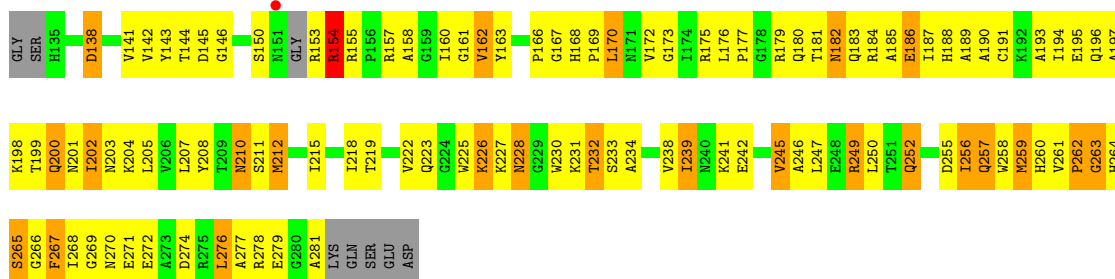 GLY SER H135 D138 V141 V142 Y143 T144 D145 G146 S150 N151 GLY R153 R154 R155 P156 R157 A158 G159 I160 G161 V162 Y163 P166 G167 H168 P169 L170 N171 V172 G173 I174 R175 L176 P177 G178 R179 Q180 T181 N182 Q183 R184 A185 E186 I187 H188 A189 A190 C191 K192 A193 I194 E195 Q196 A197
K198 T199 Q200 N201 I202 N203 K204 L205 V206 L207 Y208 T209 N210 S211 M212 I215 I218 T219 V222 Q223 G224 W225 K226 K227 N228 G229 W230 K231 T232 S233 A234 V238 I239 N240 K241 E242 V245 A246 L247 E248 R249 L250 T251 Q252 D255 I256 Q257 W258 M259 H260 V261 P262 G263 H264
S265 G266 F267 I268 G269 N270 E271 E272 A273 D274 R275 L276 A277 R278 E279 G280 A281 LYS GLN SER GLU ASP